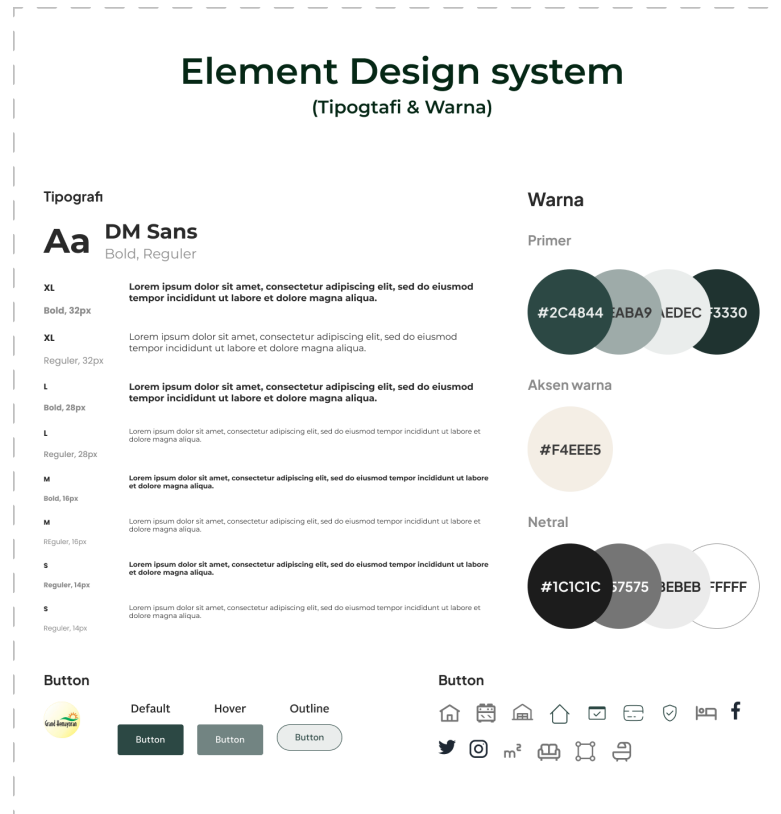 Element Design system
(Tipogtafi & Warna)
Tipografi
Aa
DM Sans
Bold, Reguler
XL
Bold, 32px
Lorem ipsum dolor sit amet, consectetur adipiscing elit, sed do eiusmod
tempor incididunt ut labore et dolore magna aliqua.
XL
Reguler, 32px
Lorem ipsum dolor sit amet, consectetur adipiscing elit, sed do eiusmod
tempor incididunt ut labore et dolore magna aliqua.
L
Bold, 28px
Lorem ipsum dolor sit amet, consectetur adipiscing elit, sed do eiusmod
tempor incididunt ut labore et dolore magna aliqua.
L
Reguler, 28px
Lorem ipsum dolor sit amet, consectetur adipiscing elit, sed do eiusmod tempor incididunt ut labore et
dolore magna aliqua.
M
Bold, 16px
Lorem ipsum dolor sit amet, consectetur adipiscing elit, sed do eiusmod tempor incididunt ut labore
et dolore magna aliqua.
M
REguler, 16px
Lorem ipsum dolor sit amet, consectetur adipiscing elit, sed do eiusmod tempor incididunt ut labore et
dolore magna aliqua.
S
Reguler, 14px
Lorem ipsum dolor sit amet, consectetur adipiscing elit, sed do eiusmod tempor incididunt ut labore
et dolore magna aliqua.
S
Reguler, 14px
Lorem ipsum dolor sit amet, consectetur adipiscing elit, sed do eiusmod tempor incididunt ut labore et
dolore magna aliqua.
Warna
Primer
#2C4844 EABA9 AEDEC F3330
Aksen warna
#F4EEE5
Netral
#1C1C1C 57575 BEBEB FFFFF
Button
Default Hover Outline
Button Button Button
Button
m²